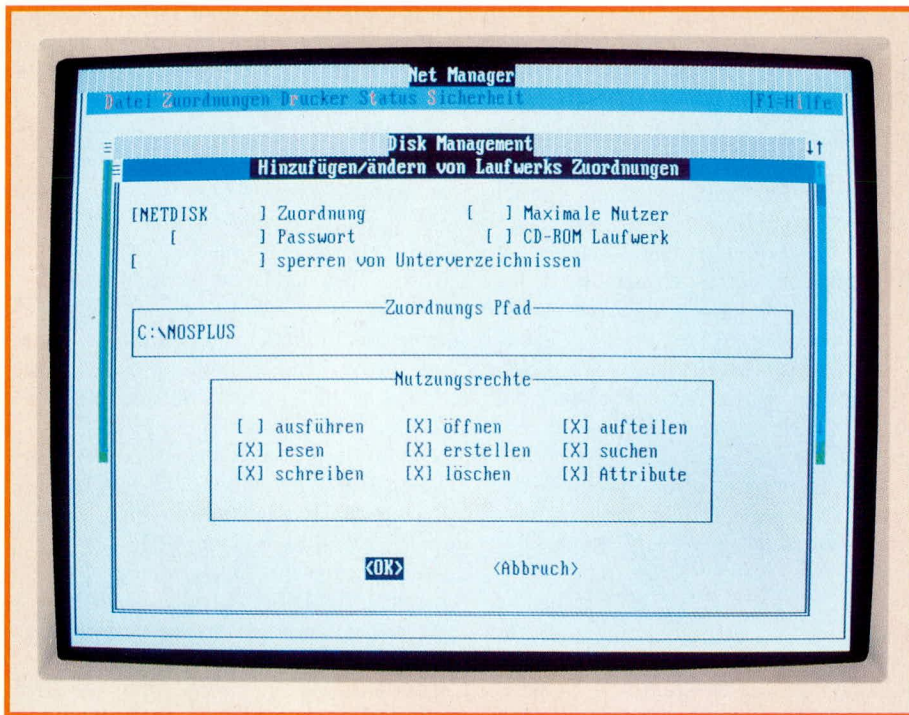 Net Manager
Datei Zuordnungen Drucker Status Sicherheit F1=Hilfe
Disk Management
Hinzufügen/ändern von Laufwerks Zuordnungen
[NETDISK ] Zuordnung [ ] Maximale Nutzer
[ ] Passwort [ ] CD-ROM Laufwerk
[ ] sperren von Unterverzeichnissen
Zuordnungs Pfad
C:\NOSPLUS
Nutzungsrechte
[ ] ausführen [X] öffnen [X] aufteilen
[X] lesen [X] erstellen [X] suchen
[X] schreiben [X] löschen [X] Attribute
<OK> <Abbruch>